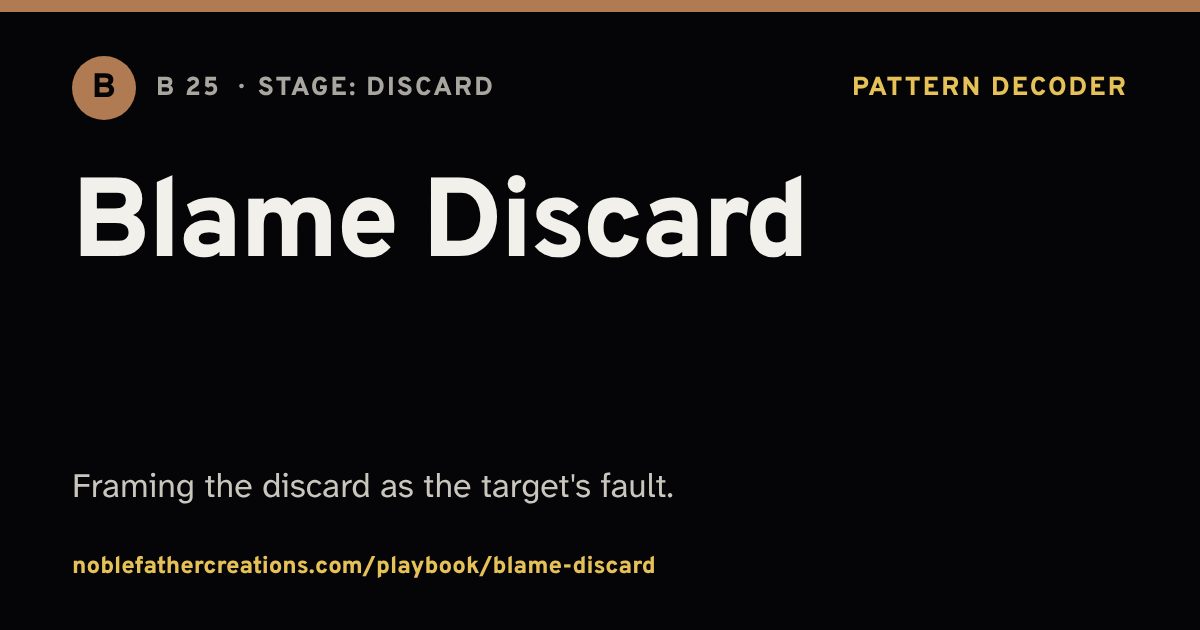 B
B 25 · STAGE: DISCARD
PATTERN DECODER
Blame Discard
Framing the discard as the target's fault.
noblefathercreations.com/playbook/blame-discard